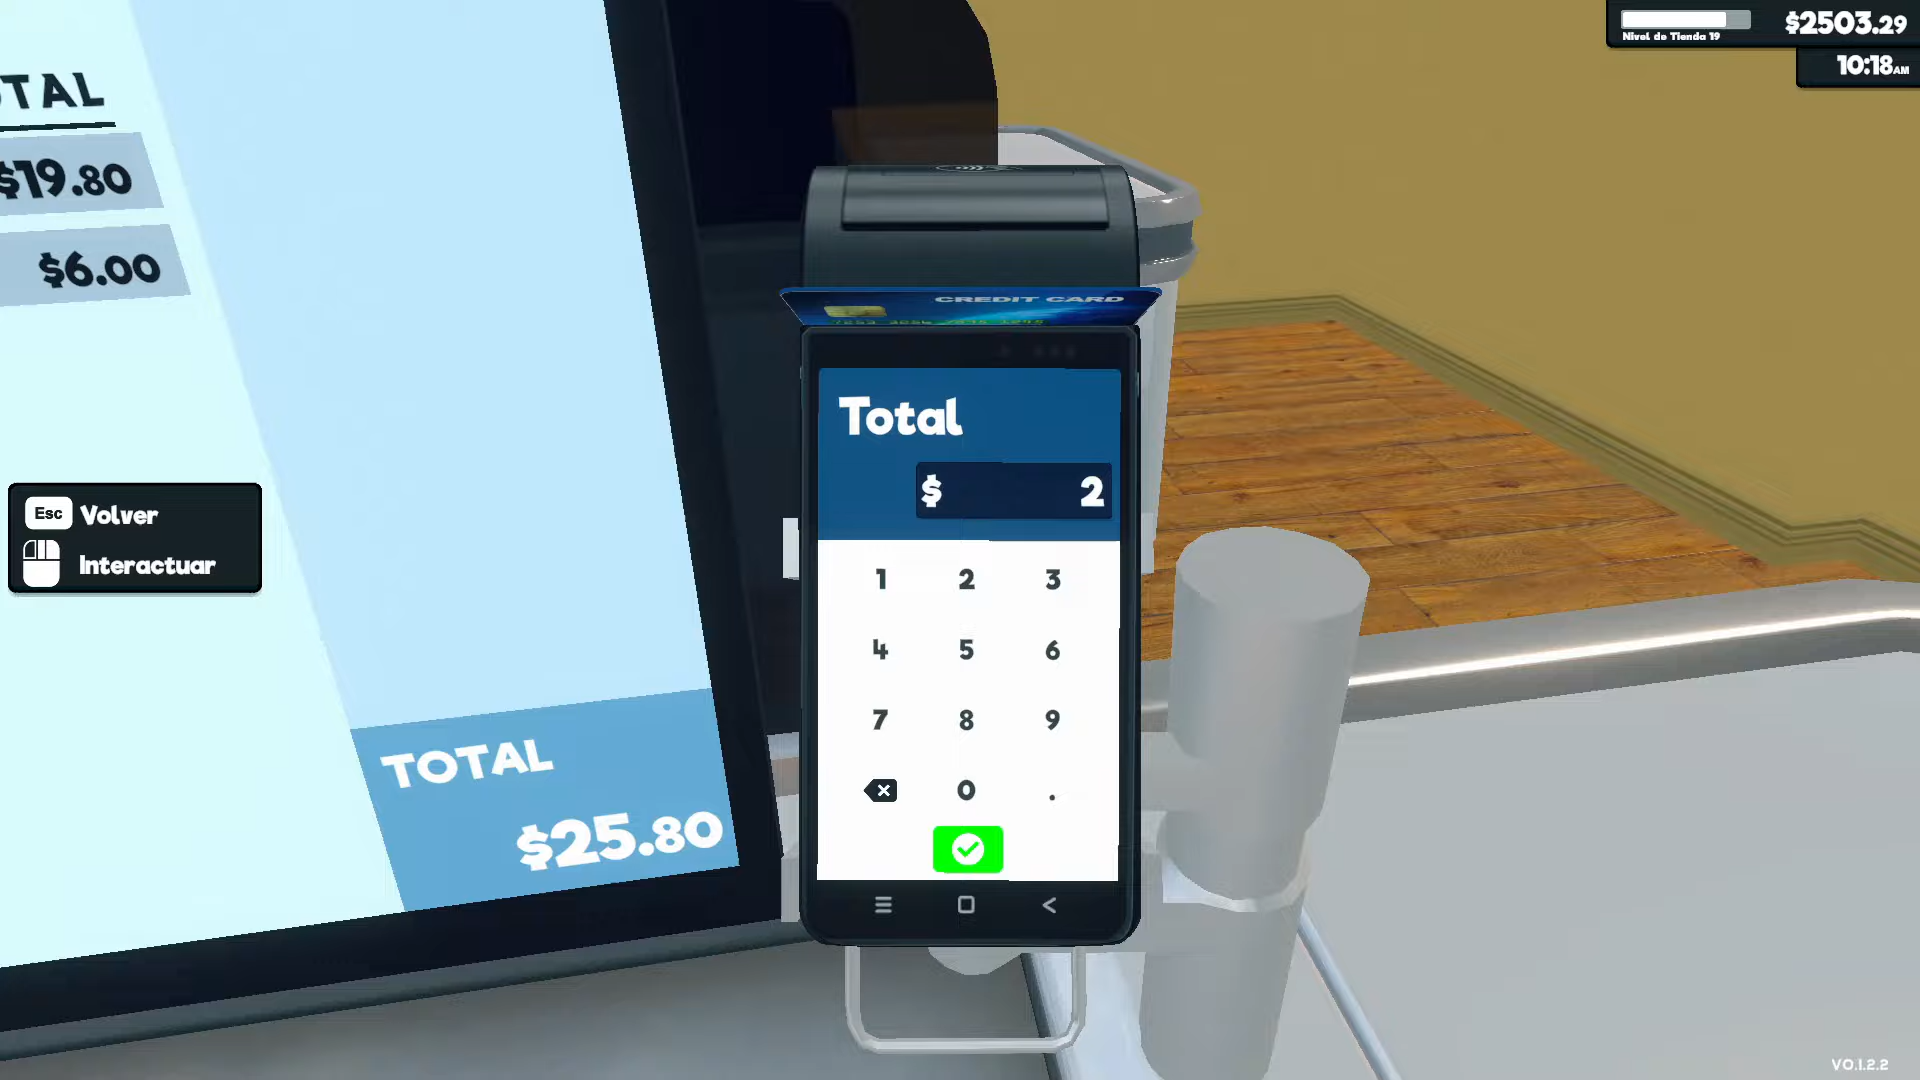 $2503.29
Nivel de Tienda 19
10:18AM
TOTAL
$19.80
$6.00
CREDIT CARD
Total
$ 2
Esc Volver
Interactuar
1 2 3
4 5 6
7 8 9
0 .
TOTAL
$25.80
V0.1.2.2